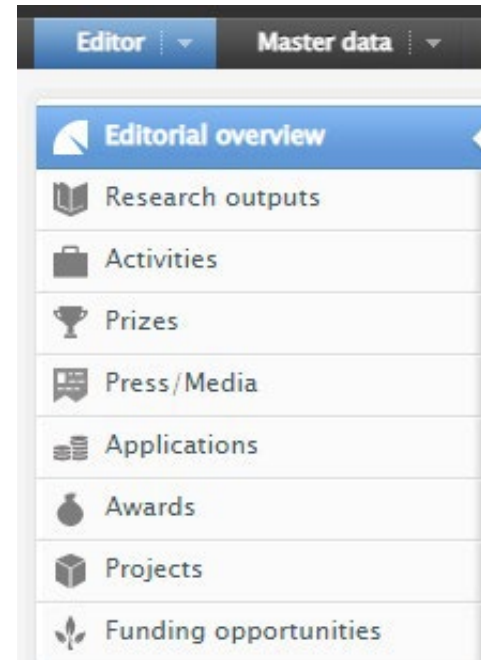 Editor Master data
Editorial overview
Research outputs
Activities
Prizes
Press/Media
Applications
Awards
Projects
Funding opportunities